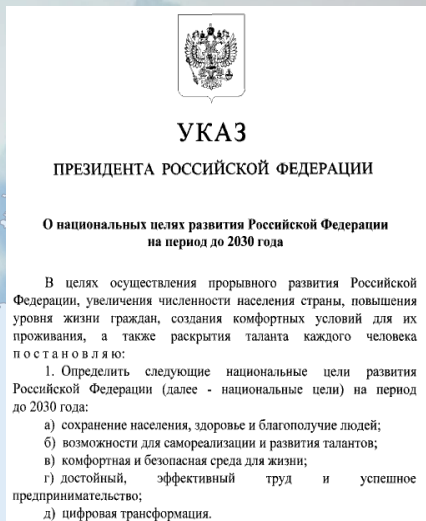 УКАЗ
ПРЕЗИДЕНТА РОССИЙСКОЙ ФЕДЕРАЦИИ
О национальных целях развития Российской Федерации
на период до 2030 года
В целях осуществления прорывного развития Российской
Федерации, увеличения численности населения страны, повышения
уровня жизни граждан, создания комфортных условий для их
проживания, а также раскрытия таланта каждого человека
постановляю:
1. Определить следующие национальные цели развития
Российской Федерации (далее - национальные цели) на период
до 2030 года:
а) сохранение населения, здоровье и благополучие людей;
б) возможности для самореализации и развития талантов;
в) комфортная и безопасная среда для жизни;
г) достойный, эффективный труд и успешное
предпринимательство;
д) цифровая трансформация.